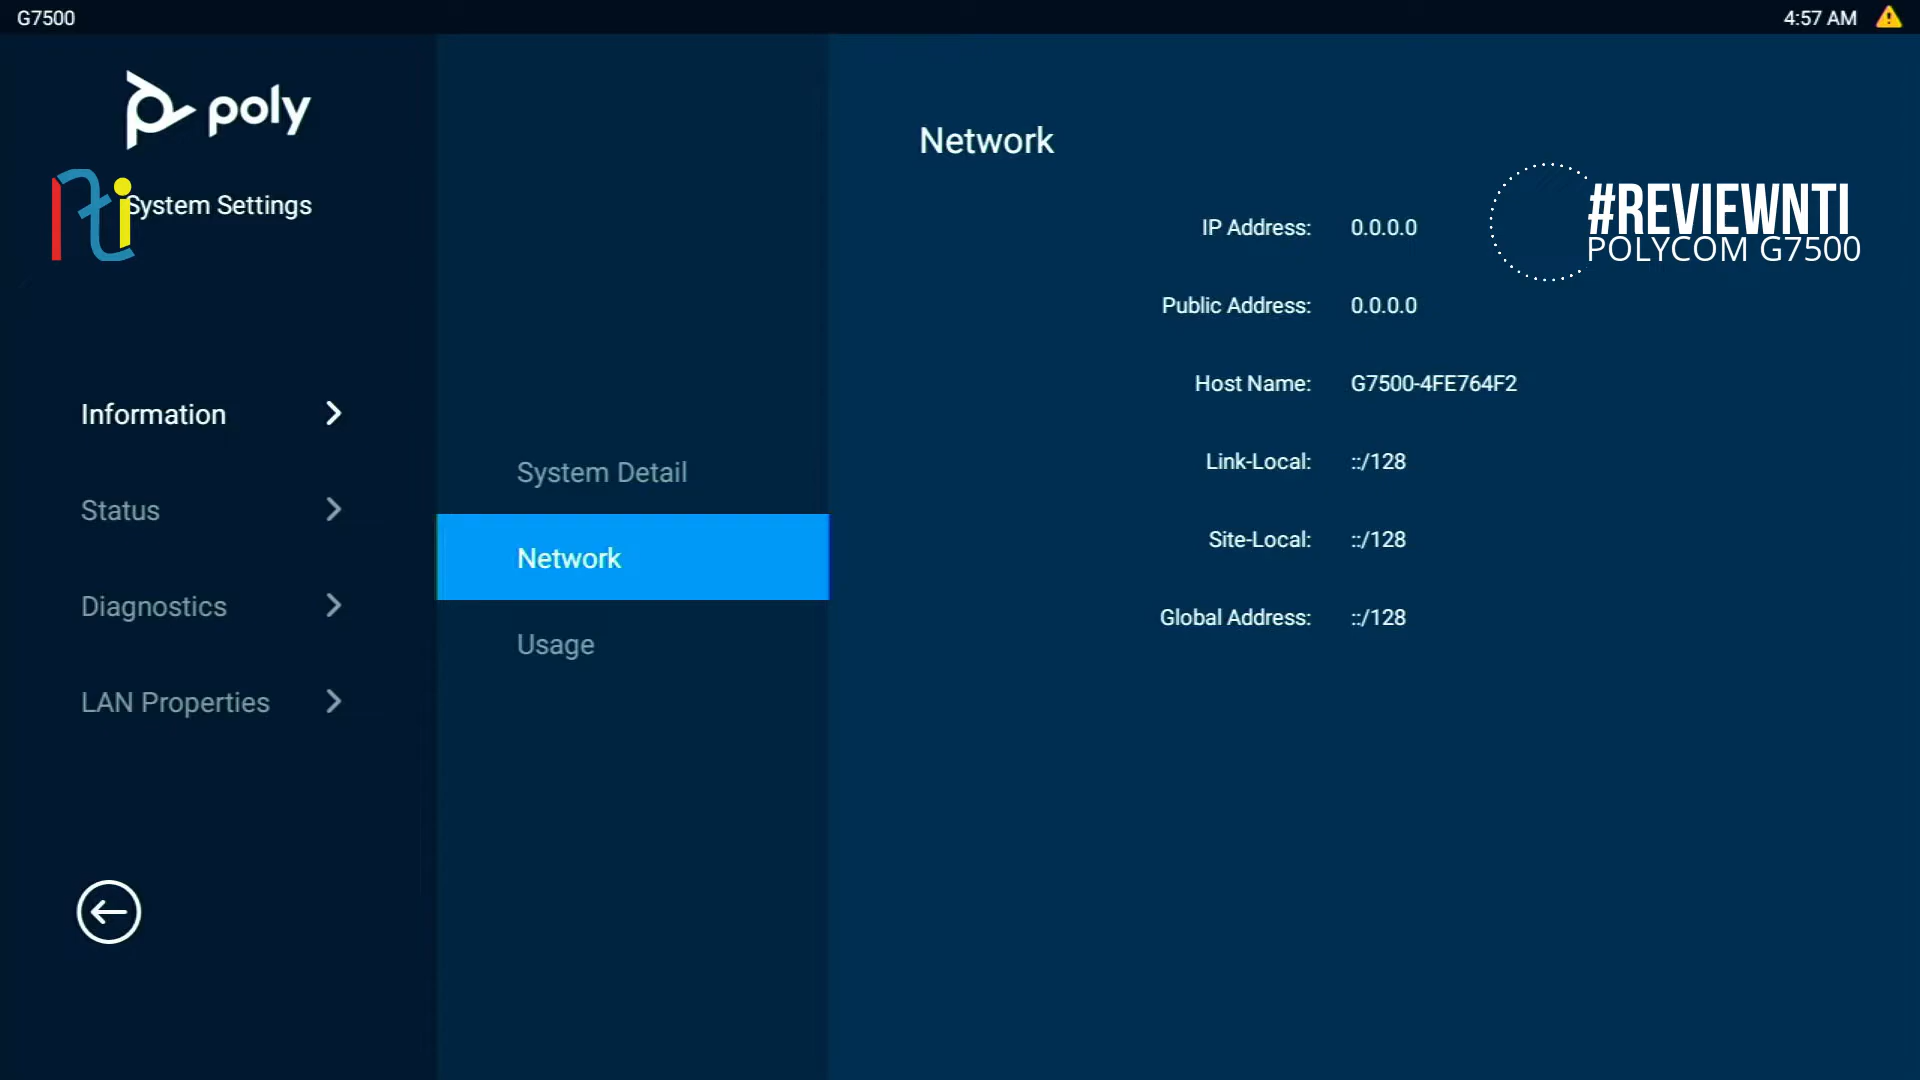 G7500
4:57 AM
poly
nti
System Settings
Information
Status
Diagnostics
LAN Properties
System Detail
Network
Usage
Network
IP Address: 0.0.0.0
Public Address: 0.0.0.0
Host Name: G7500-4FE764F2
Link-Local: ::/128
Site-Local: ::/128
Global Address: ::/128
#REVIEWNTI
POLYCOM G7500